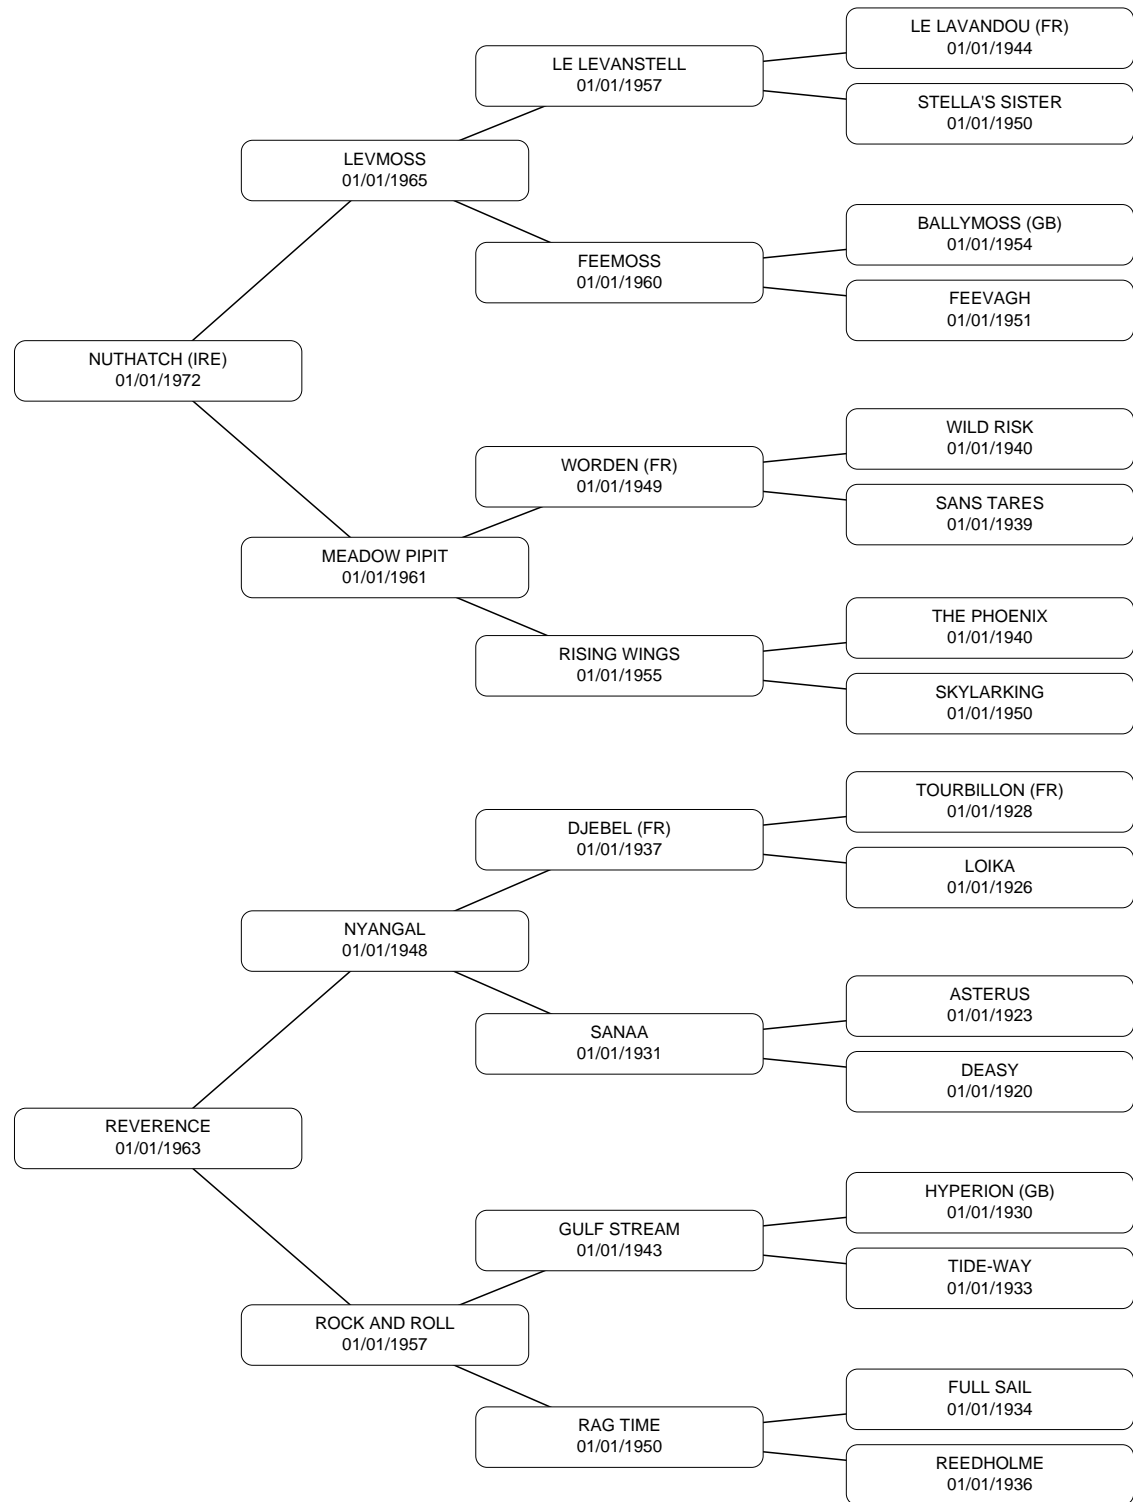 LE LAVANDOU (FR)
01/01/1944
LE LEVANSTELL
01/01/1957
STELLA'S SISTER
01/01/1950
LEVMOSS
01/01/1965
BALLYMOSS (GB)
01/01/1954
FEEMOSS
01/01/1960
FEEVAGH
01/01/1951
NUTHATCH (IRE)
01/01/1972
WILD RISK
01/01/1940
WORDEN (FR)
01/01/1949
SANS TARES
01/01/1939
MEADOW PIPIT
01/01/1961
THE PHOENIX
01/01/1940
RISING WINGS
01/01/1955
SKYLARKING
01/01/1950
TOURBILLON (FR)
01/01/1928
DJEBEL (FR)
01/01/1937
LOIKA
01/01/1926
NYANGAL
01/01/1948
ASTERUS
01/01/1923
SANAA
01/01/1931
DEASY
01/01/1920
REVERENCE
01/01/1963
HYPERION (GB)
01/01/1930
GULF STREAM
01/01/1943
TIDE-WAY
01/01/1933
ROCK AND ROLL
01/01/1957
FULL SAIL
01/01/1934
RAG TIME
01/01/1950
REEDHOLME
01/01/1936